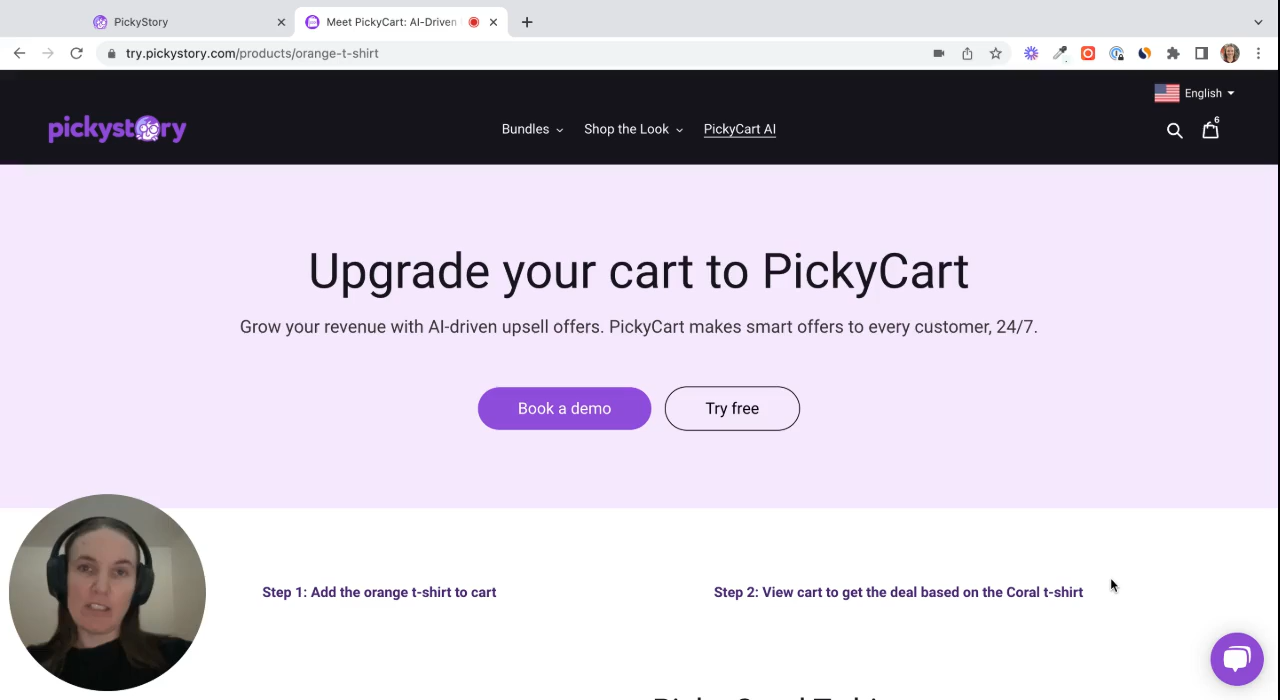 PickyStory
Meet PickyCart: AI-Driven
try.pickystory.com/products/orange-t-shirt
English
pickystory
Bundles
Shop the Look
PickyCart AI
6
Upgrade your cart to PickyCart
Grow your revenue with AI-driven upsell offers. PickyCart makes smart offers to every customer, 24/7.
Book a demo
Try free
Step 1: Add the orange t-shirt to cart
Step 2: View cart to get the deal based on the Coral t-shirt